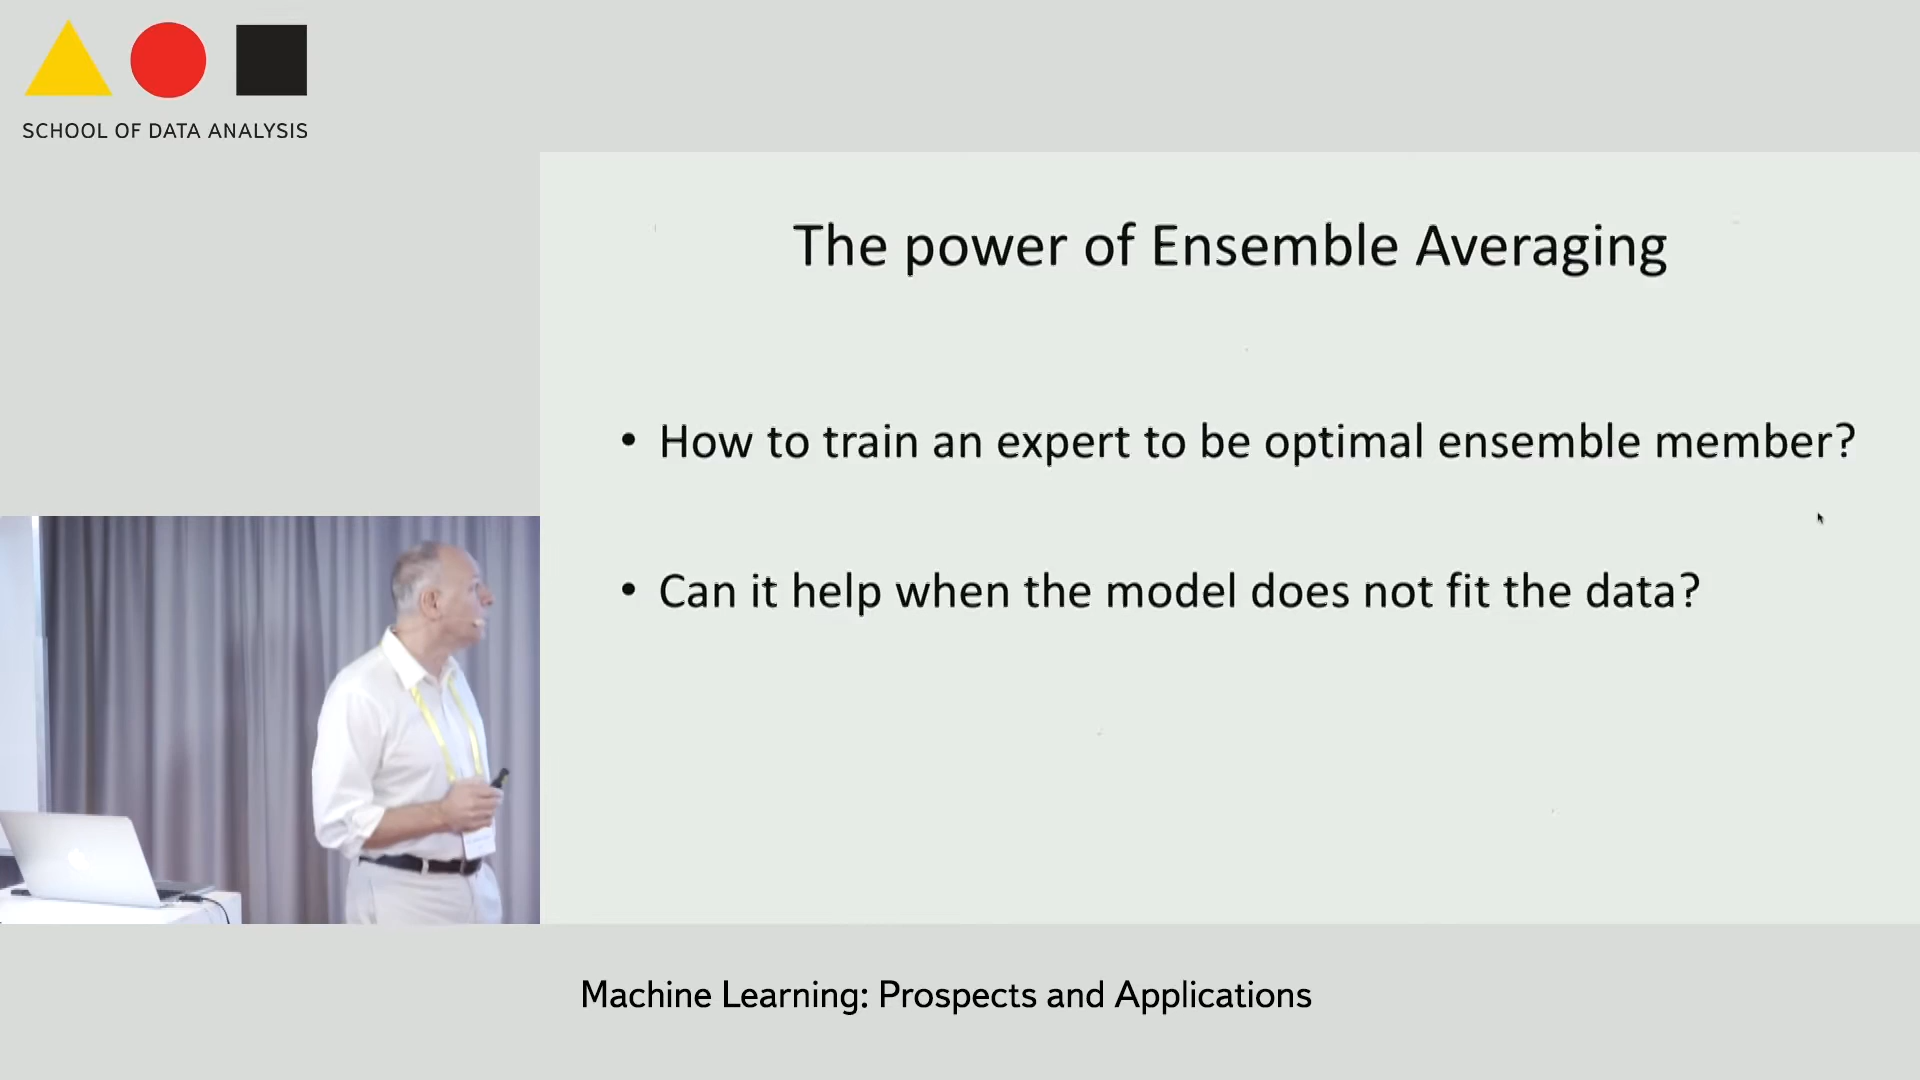 SCHOOL OF DATA ANALYSIS
The power of Ensemble Averaging
• How to train an expert to be optimal ensemble member?
• Can it help when the model does not fit the data?
Machine Learning: Prospects and Applications